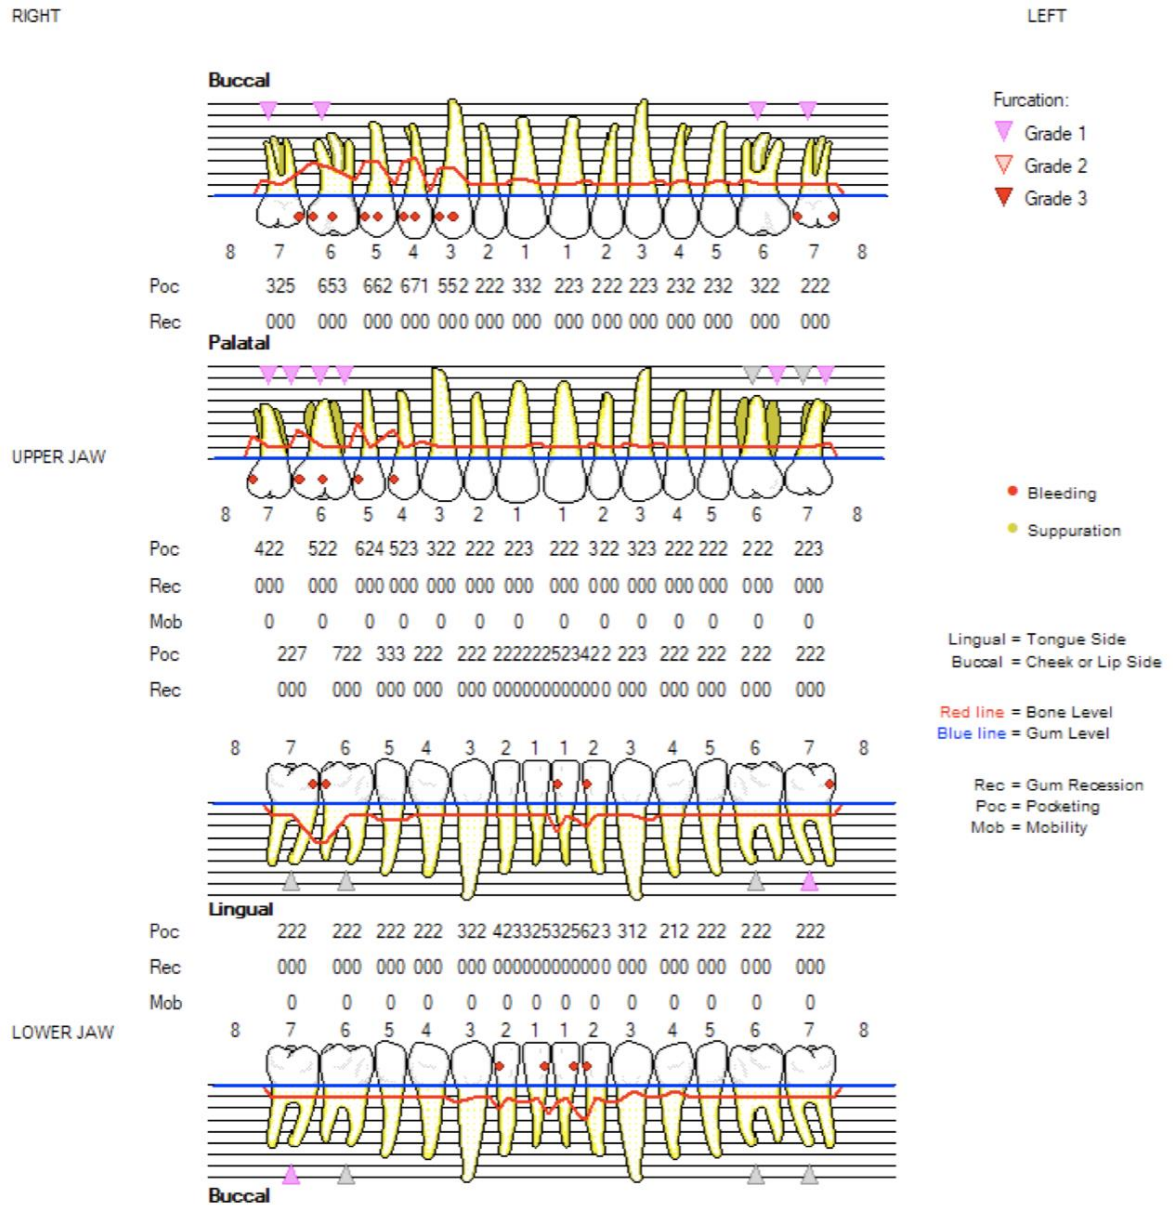 RIGHT LEFT
Buccal
Furcation:
Grade 1
Grade 2
Grade 3
8 7 6 5 4 3 2 1 1 2 3 4 5 6 7 8
Poc 325 653 662 671 552 222 332 223 222 223 232 232 322 222
Rec 000 000 000 000 000 000 000 000 000 000 000 000 000 000
Palatal
UPPER JAW
8 7 6 5 4 3 2 1 1 2 3 4 5 6 7 8
Bleeding
Suppuration
Poc 422 522 624 523 322 222 223 222 322 323 222 222 222 223
Rec 000 000 000 000 000 000 000 000 000 000 000 000 000 000
Mob 0 0 0 0 0 0 0 0 0 0 0 0 0 0
Poc 227 722 333 222 222 222222523422 223 222 222 222 222
Rec 000 000 000 000 000 000000000000 000 000 000 000 000
Lingual = Tongue Side
Buccal = Cheek or Lip Side
Red line = Bone Level
Blue line = Gum Level
8 7 6 5 4 3 2 1 1 2 3 4 5 6 7 8
Rec = Gum Recession
Poc = Pocketing
Mob = Mobility
Lingual
Poc 222 222 222 222 322 423325325623 312 212 222 222 222
Rec 000 000 000 000 000 000000000000 000 000 000 000 000
Mob 0 0 0 0 0 0 0 0 0 0 0 0 0 0
LOWER JAW 8 7 6 5 4 3 2 1 1 2 3 4 5 6 7 8
Buccal